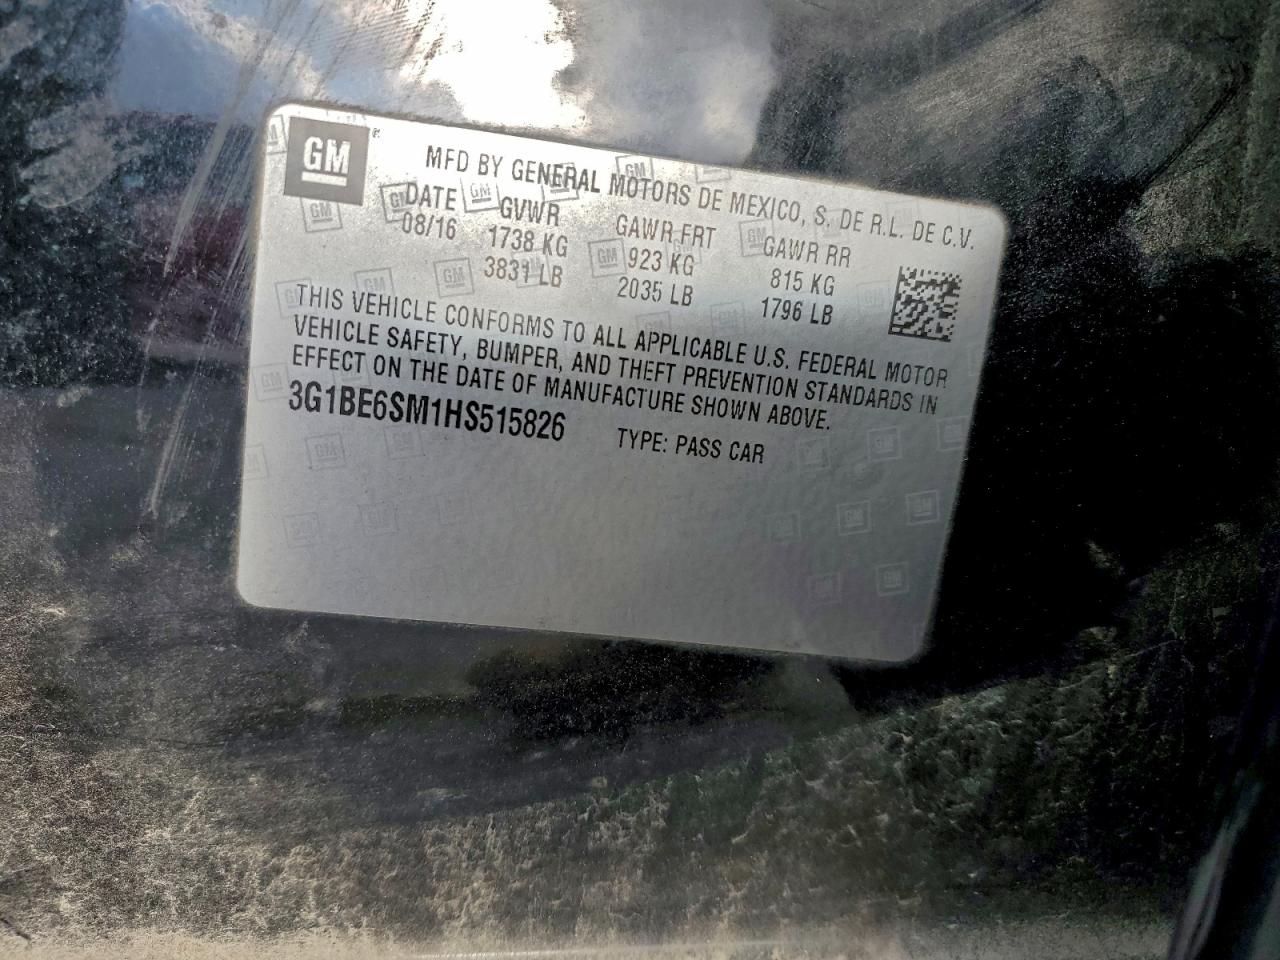 GM
MFD BY GENERAL MOTORS DE MEXICO, S. DE R.L. DE C.V.
DATE GVWR GAWR FRT GAWR RR
08/16 1738 KG 923 KG 815 KG
3831 LB 2035 LB 1796 LB
THIS VEHICLE CONFORMS TO ALL APPLICABLE U.S. FEDERAL MOTOR
VEHICLE SAFETY, BUMPER, AND THEFT PREVENTION STANDARDS IN
EFFECT ON THE DATE OF MANUFACTURE SHOWN ABOVE.
3G1BE6SM1HS515826 TYPE: PASS CAR